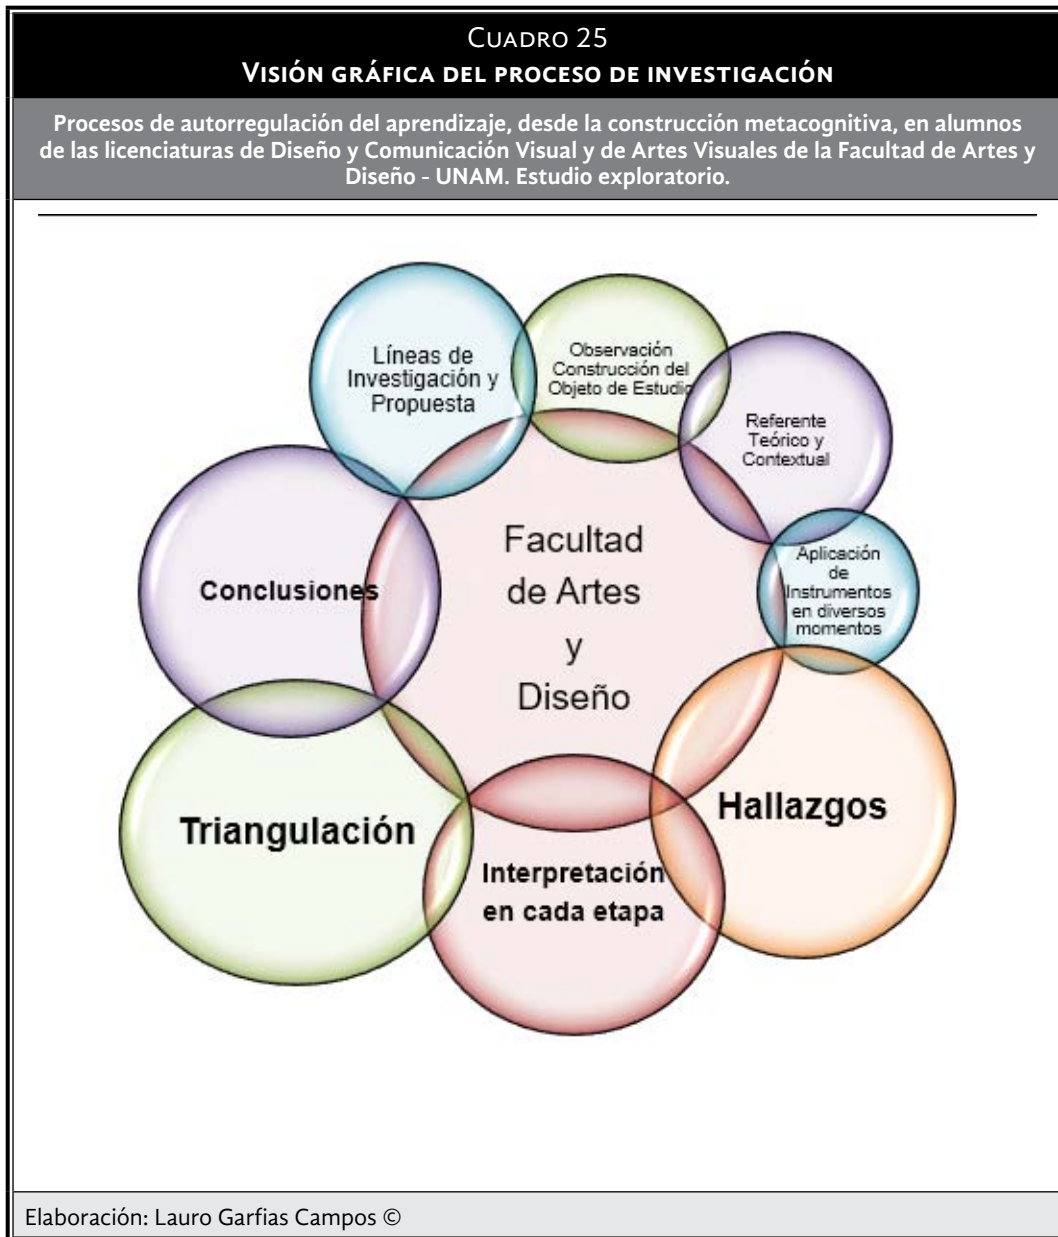 CUADRO 25
VISIÓN GRÁFICA DEL PROCESO DE INVESTIGACIÓN
Procesos de autorregulación del aprendizaje, desde la construcción metacognitiva, en alumnos
de las licenciaturas de Diseño y Comunicación Visual y de Artes Visuales de la Facultad de Artes y
Diseño - UNAM. Estudio exploratorio.
Líneas de
Investigación y
Propuesta
Observación
Construcción del
Objeto de Estudio
Referente
Teórico y
Contextual
Aplicación
de
Instrumentos
en diversos
momentos
Facultad
de Artes
y
Diseño
Conclusiones
Hallazgos
Triangulación
Interpretación
en cada etapa
Elaboración: Lauro Garfias Campos ©